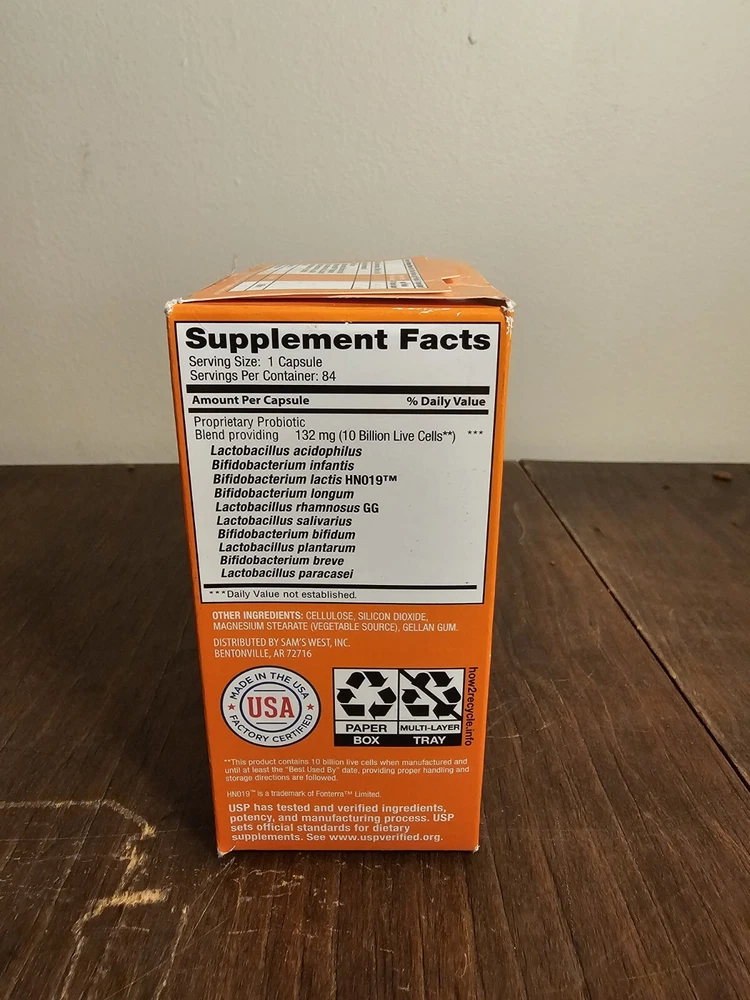 Supplement Facts
Serving Size: 1 Capsule
Servings Per Container: 84
Amount Per Capsule % Daily Value
Proprietary Probiotic
Blend providing 132 mg (10 Billion Live Cells**) ***
Lactobacillus acidophilus
Bifidobacterium infantis
Bifidobacterium lactis HN019™
Bifidobacterium longum
Lactobacillus rhamnosus GG
Lactobacillus salivarius
Bifidobacterium bifidum
Lactobacillus plantarum
Bifidobacterium breve
Lactobacillus paracasei
***Daily Value not established.
OTHER INGREDIENTS: CELLULOSE, SILICON DIOXIDE,
MAGNESIUM STEARATE (VEGETABLE SOURCE), GELLAN GUM.
DISTRIBUTED BY SAM'S WEST, INC.
BENTONVILLE, AR 72716
MADE IN THE USA
USA
FACTORY CERTIFIED
PAPER
BOX
MULTI-LAYER
TRAY
how2recycle.info
**This product contains 10 billion live cells when manufactured and
until at least the "Best Used By" date, providing proper handling and
storage directions are followed.
HN019™ is a trademark of Fonterra™ Limited.
USP has tested and verified ingredients,
potency, and manufacturing process. USP
sets official standards for dietary
supplements. See www.uspverified.org.